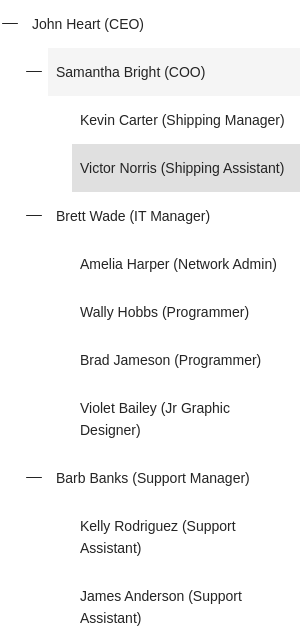 John Heart (CEO)
Samantha Bright (COO)
Kevin Carter (Shipping Manager)
Victor Norris (Shipping Assistant)
Brett Wade (IT Manager)
Amelia Harper (Network Admin)
Wally Hobbs (Programmer)
Brad Jameson (Programmer)
Violet Bailey (Jr Graphic
Designer)
Barb Banks (Support Manager)
Kelly Rodriguez (Support
Assistant)
James Anderson (Support
Assistant)